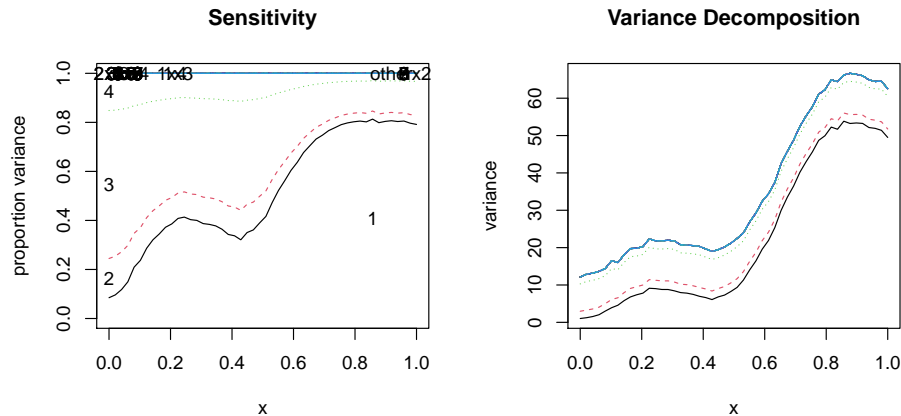 Sensitivity
proportion variance
0.0 0.2 0.4 0.6 0.8 1.0
4
3
2
1
1x3
other
0.0 0.2 0.4 0.6 0.8 1.0
x
Variance Decomposition
variance
0 10 20 30 40 50 60
0.0 0.2 0.4 0.6 0.8 1.0
x